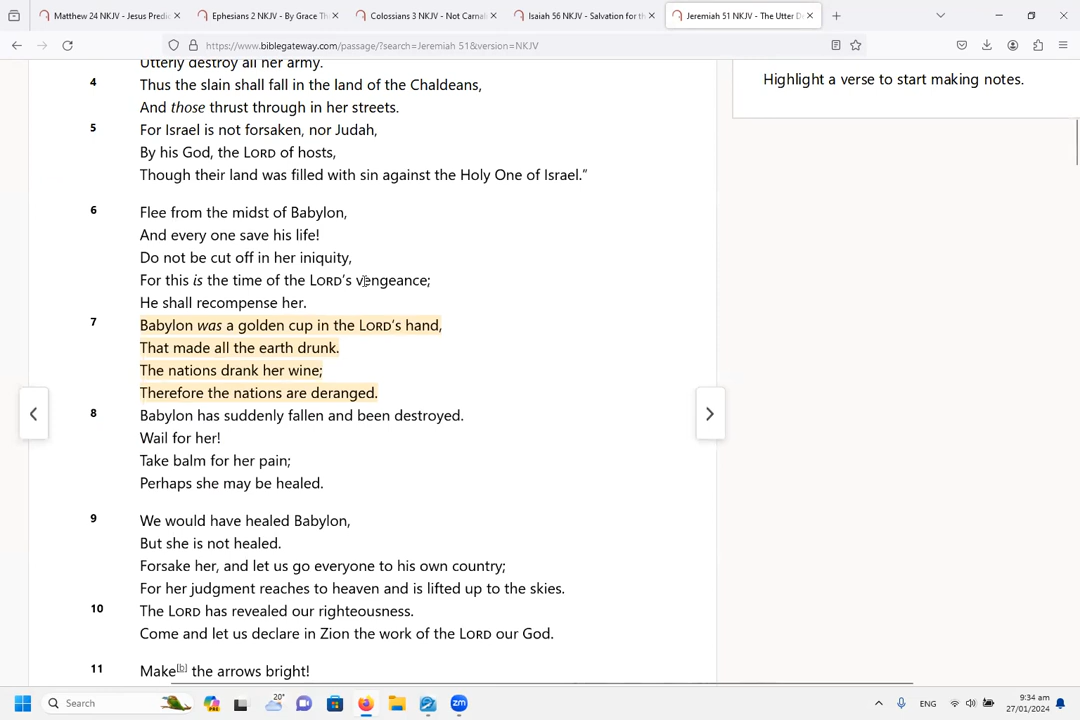 Matthew 24 NKJV - Jesus Predic
Ephesians 2 NKJV - By Grace Th
Colossians 3 NKJV - Not Carnal
Isaiah 56 NKJV - Salvation for th
Jeremiah 51 NKJV - The Utter D
https://www.biblegateway.com/passage/?search=Jeremiah 51&version=NKJV
Highlight a verse to start making notes.
Utterly destroy all her army.
4 Thus the slain shall fall in the land of the Chaldeans,
And those thrust through in her streets.
5 For Israel is not forsaken, nor Judah,
By his God, the LORD of hosts,
Though their land was filled with sin against the Holy One of Israel.”
6 Flee from the midst of Babylon,
And every one save his life!
Do not be cut off in her iniquity,
For this is the time of the LORD’s vengeance;
He shall recompense her.
7 Babylon was a golden cup in the LORD’s hand,
That made all the earth drunk.
The nations drank her wine;
Therefore the nations are deranged.
8 Babylon has suddenly fallen and been destroyed.
Wail for her!
Take balm for her pain;
Perhaps she may be healed.
9 We would have healed Babylon,
But she is not healed.
Forsake her, and let us go everyone to his own country;
For her judgment reaches to heaven and is lifted up to the skies.
10 The LORD has revealed our righteousness.
Come and let us declare in Zion the work of the LORD our God.
11 Make[b] the arrows bright!
Search
PRE
20°
zm
ENG
9:34 am
27/01/2024